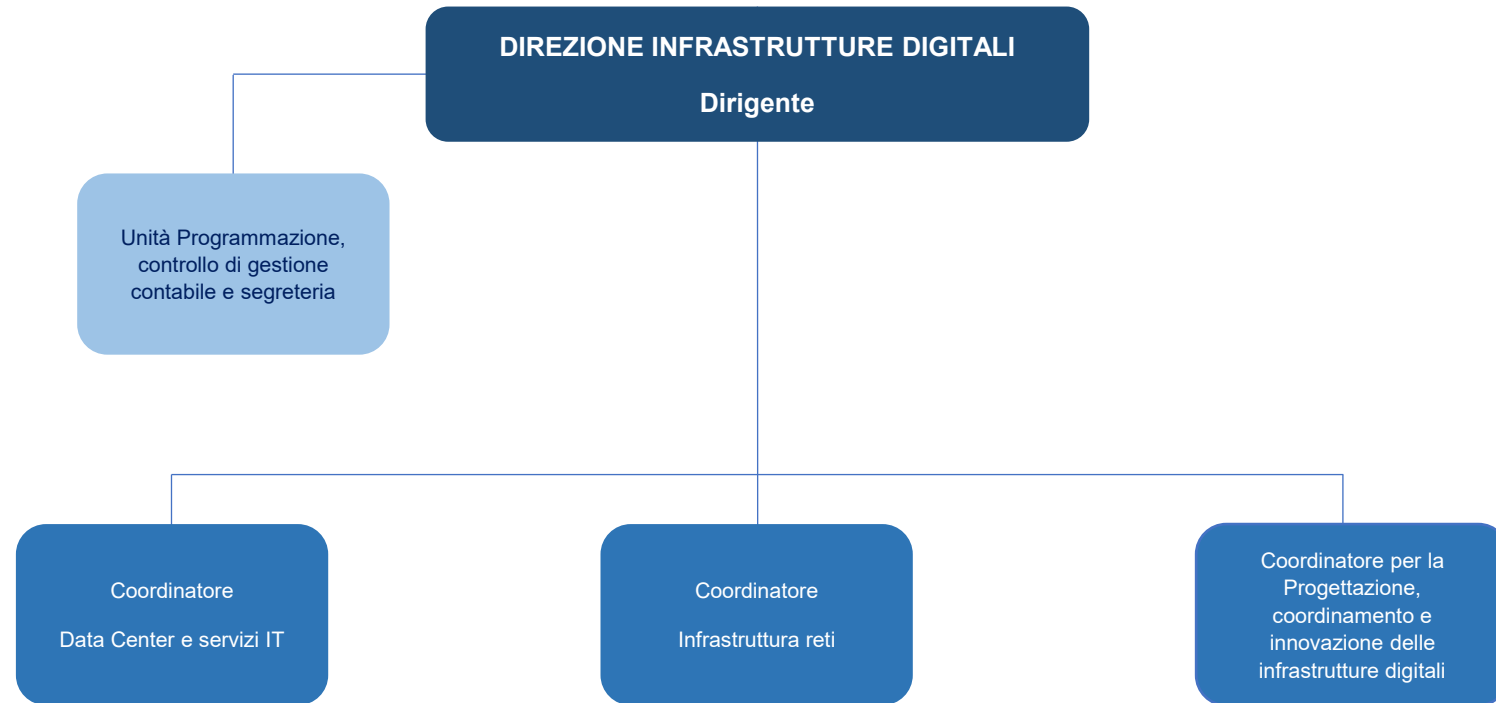 DIREZIONE INFRASTRUTTURE DIGITALI
Dirigente
Unità Programmazione,
controllo di gestione
contabile e segreteria
Coordinatore
Data Center e servizi IT
Coordinatore
Infrastruttura reti
Coordinatore per la
Progettazione,
coordinamento e
innovazione delle
infrastrutture digitali